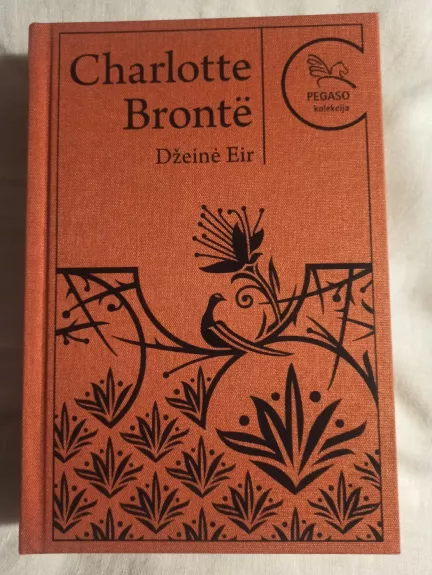 Charlotte
Brontë
Džeinė Eir
PEGASO
kolekcija